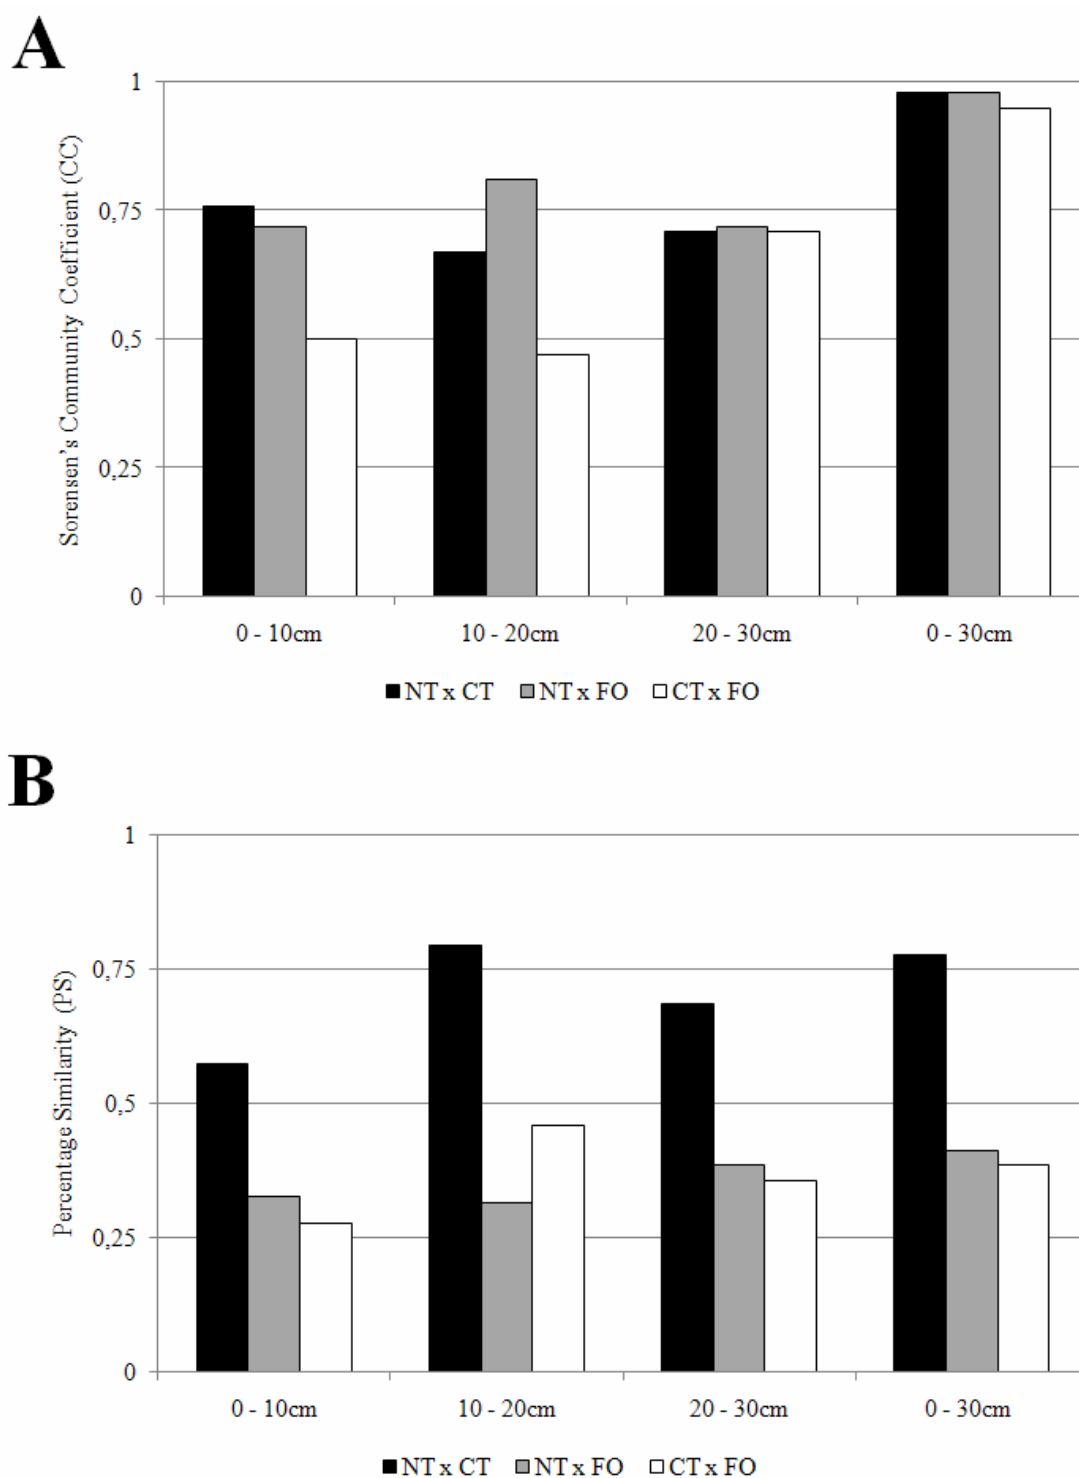 A
Sorensen's Community Coefficient (CC)
1
0,75
0,5
0,25
0
0 - 10cm 10 - 20cm 20 - 30cm 0 - 30cm
NT x CT NT x FO CT x FO
B
Percentage Similarity (PS)
1
0,75
0,5
0,25
0
0 - 10cm 10 - 20cm 20 - 30cm 0 - 30cm
NT x CT NT x FO CT x FO